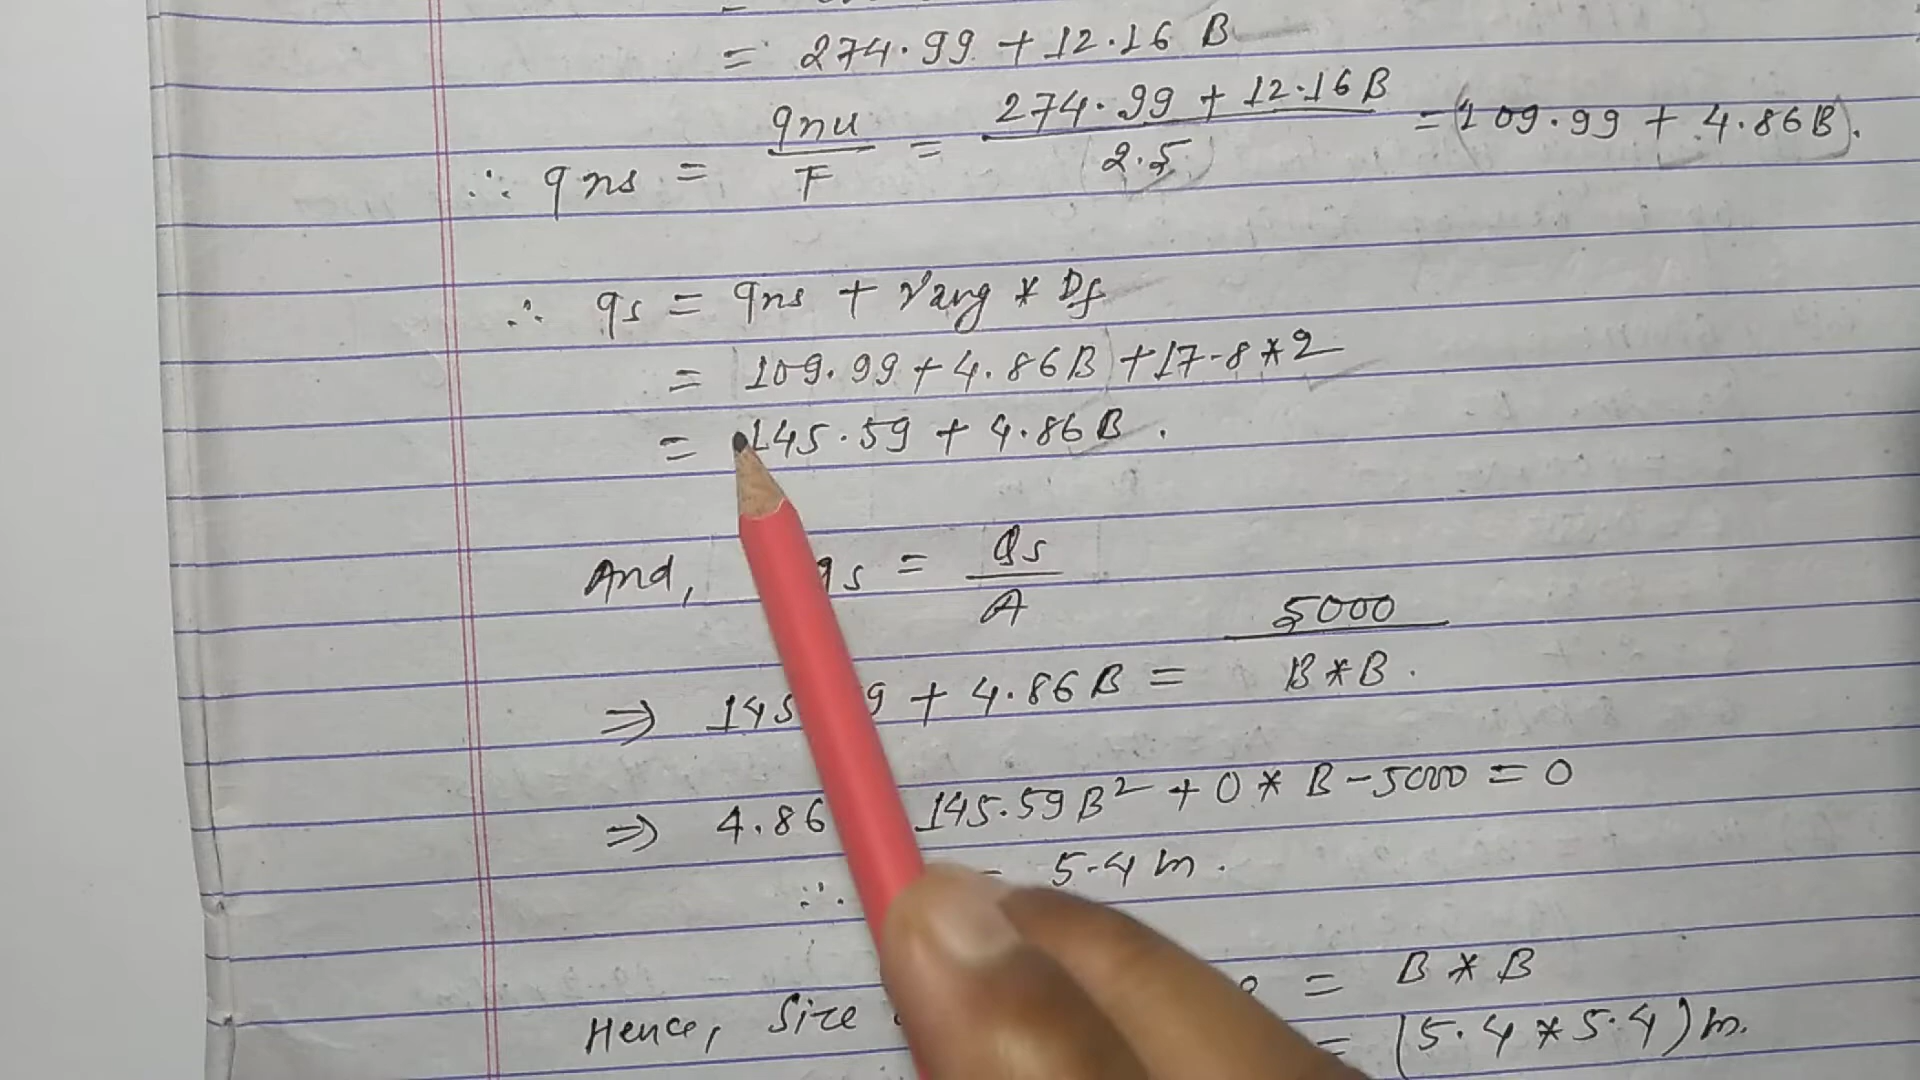 = 274.99 + 12.16 B
∴ qns = qnu / F = 274.99 + 12.16 B / 2.5 = (109.99 + 4.86B).
∴ qs = qns + γavg * Df
= (109.99 + 4.86B) + 17.8 * 2
= 145.59 + 4.86B.
And, qs = Qs / A
⇒ 145 9 + 4.86B = 5000 / B * B.
⇒ 4.86 145.59B² + 0 * B - 5000 = 0
∴ = 5.4 m.
Hence, Size = B * B
= (5.4 * 5.4) m.